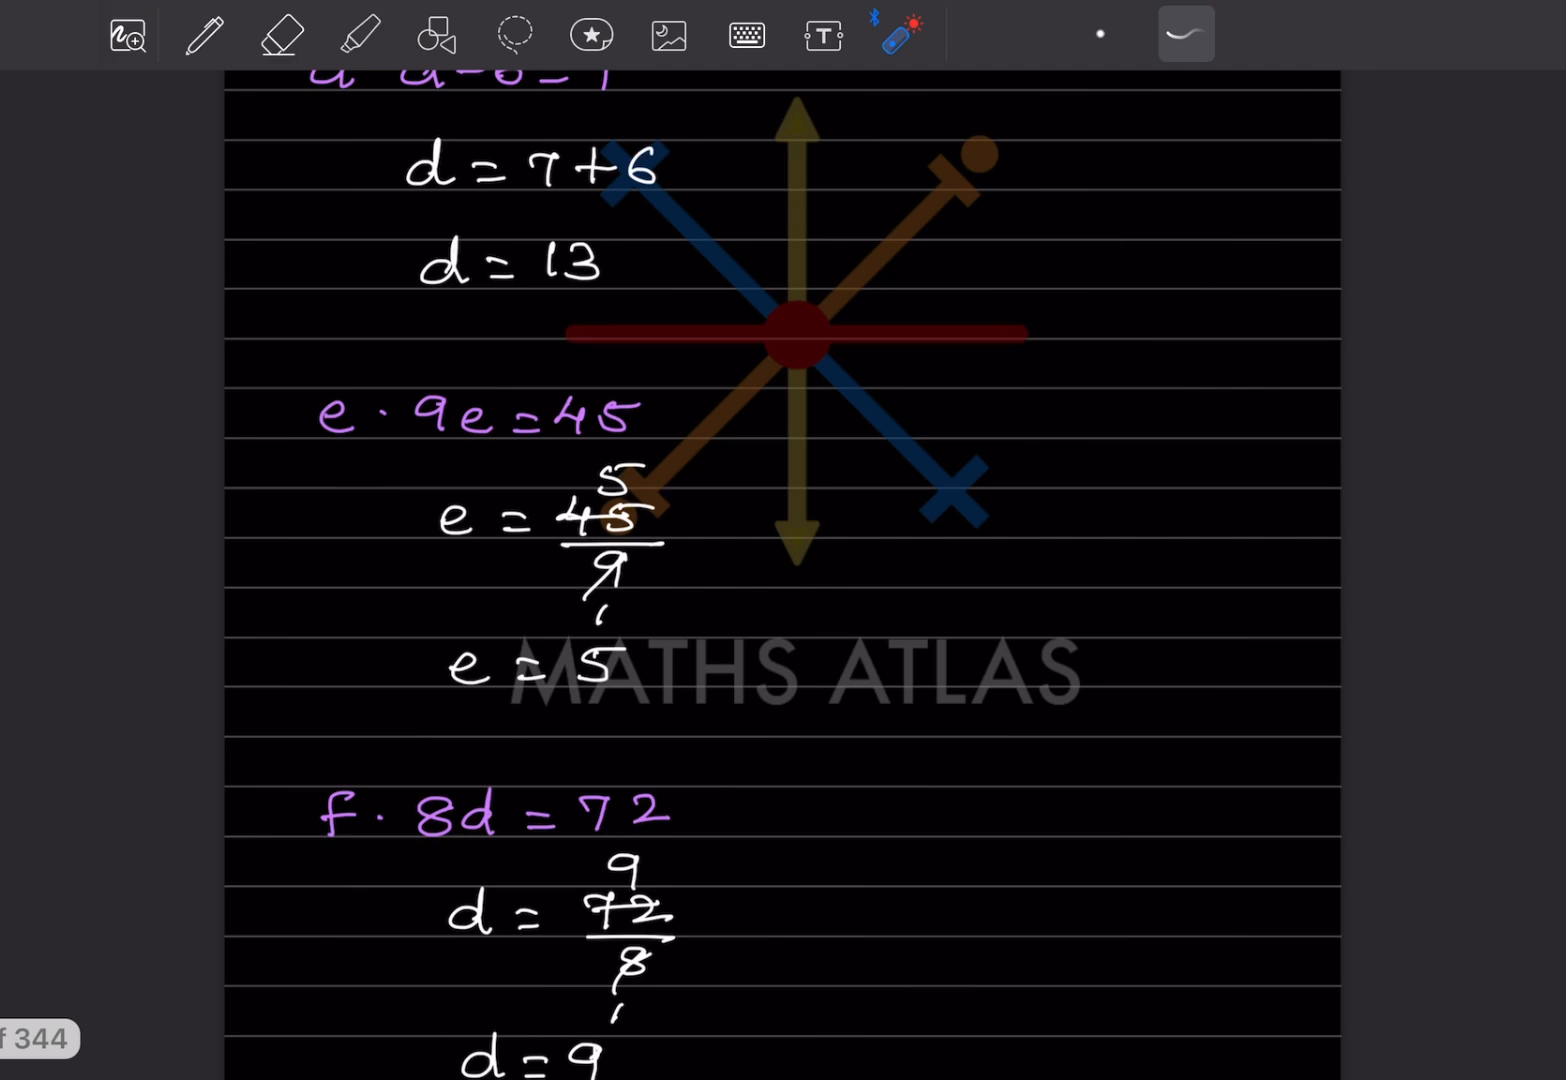 d = 7 + 6
d = 13
e . 9e = 45
5
e = 45
9
1
e = 5
MATHS ATLAS
f . 8d = 72
9
d = 72
8
1
d = 9
f 344
T